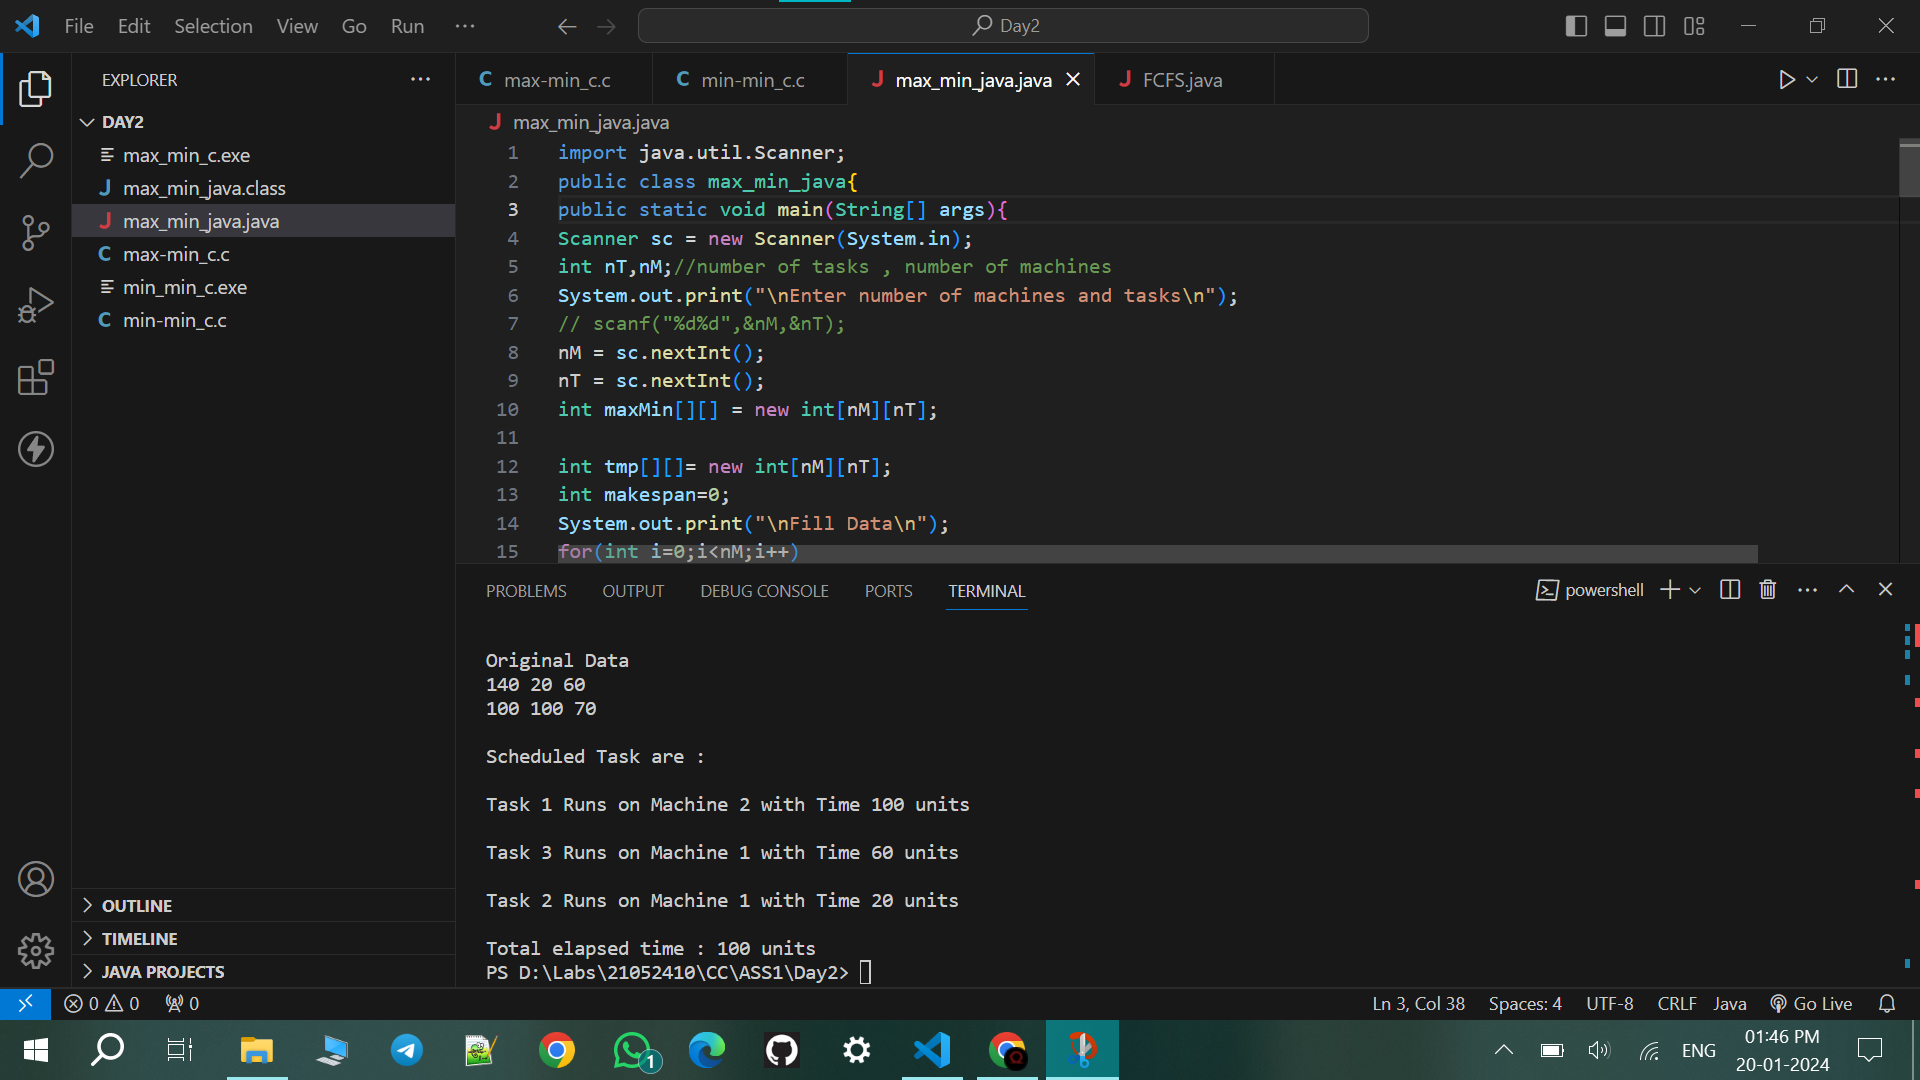 File Edit Selection View Go Run ... Day2
EXPLORER ...
DAY2
max_min_c.exe
J max_min_java.class
J max_min_java.java
C max-min_c.c
min_min_c.exe
C min-min_c.c
OUTLINE
TIMELINE
JAVA PROJECTS
C max-min_c.c C min-min_c.c J max_min_java.java J FCFS.java
J max_min_java.java
1 import java.util.Scanner;
2 public class max_min_java{
3 public static void main(String[] args){
4 Scanner sc = new Scanner(System.in);
5 int nT,nM;//number of tasks , number of machines
6 System.out.print("\nEnter number of machines and tasks\n");
7 // scanf("%d%d",&nM,&nT);
8 nM = sc.nextInt();
9 nT = sc.nextInt();
10 int maxMin[][] = new int[nM][nT];
11
12 int tmp[][]= new int[nM][nT];
13 int makespan=0;
14 System.out.print("\nFill Data\n");
15 for(int i=0;i<nM;i++)
PROBLEMS OUTPUT DEBUG CONSOLE PORTS TERMINAL powershell
Original Data
140 20 60
100 100 70
Scheduled Task are :
Task 1 Runs on Machine 2 with Time 100 units
Task 3 Runs on Machine 1 with Time 60 units
Task 2 Runs on Machine 1 with Time 20 units
Total elapsed time : 100 units
PS D:\Labs\21052410\CC\ASS1\Day2>
0 0 0 Ln 3, Col 38 Spaces: 4 UTF-8 CRLF Java Go Live
1 ENG 01:46 PM
20-01-2024